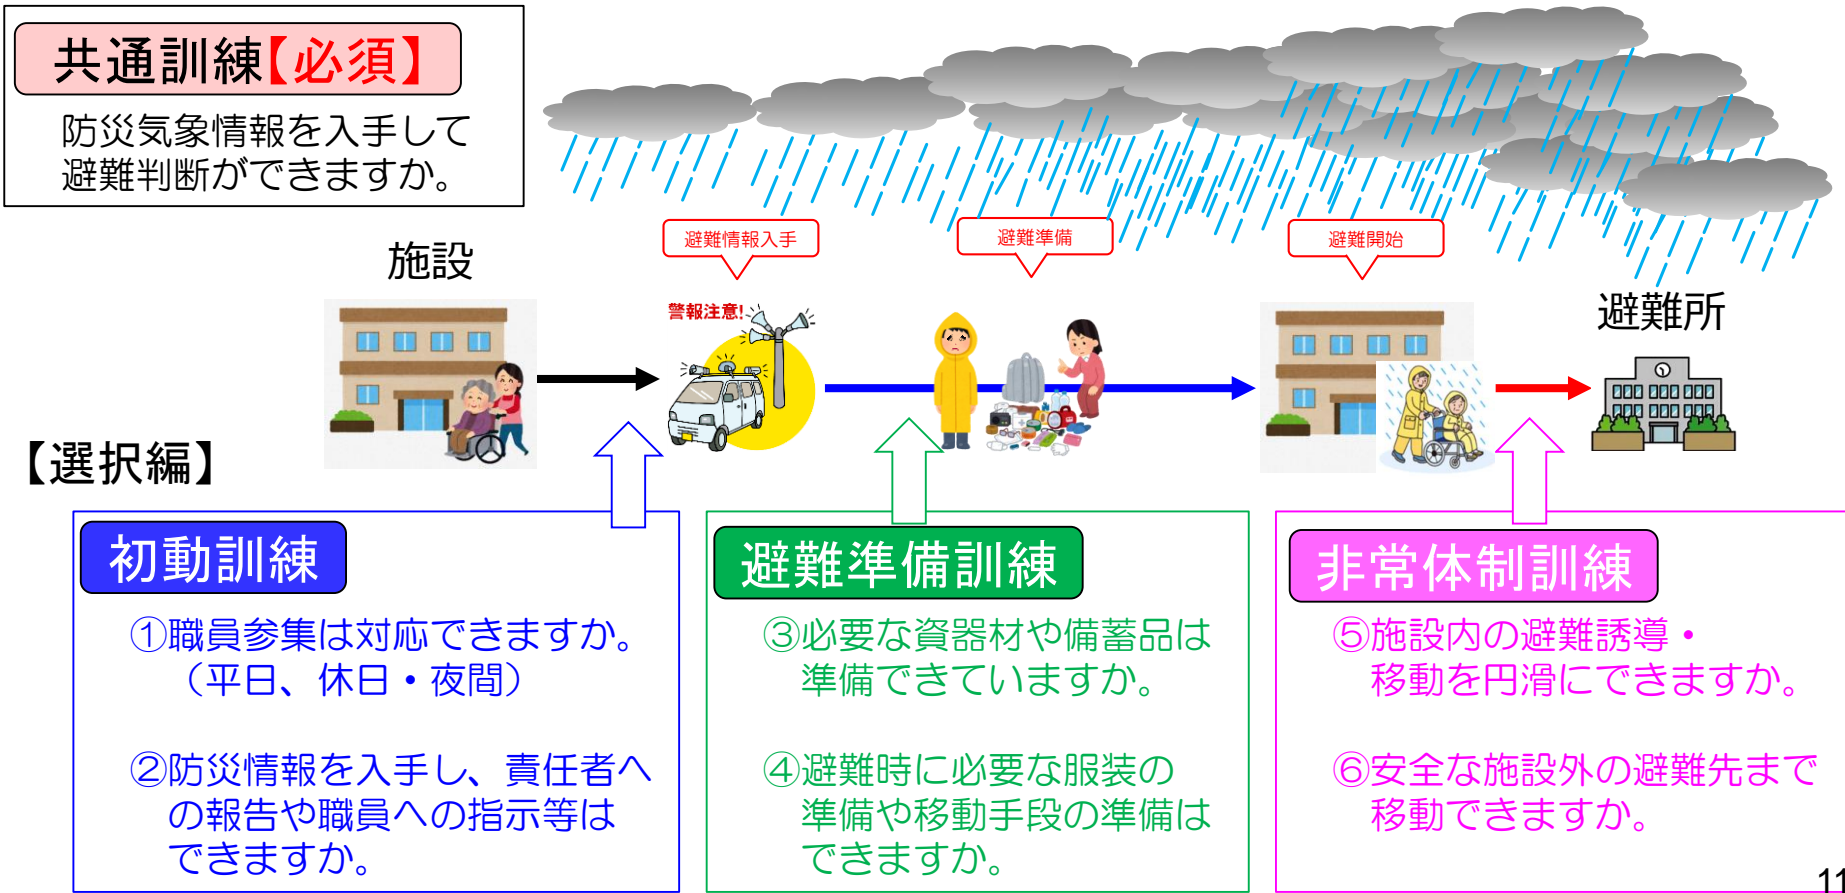 共通訓練【必須】
防災気象情報を入手して
避難判断ができますか。
施設
避難情報入手
避難準備
避難開始
警報注意!
避難所
【選択編】
初動訓練
①職員参集は対応できますか。
（平日、休日・夜間）
②防災情報を入手し、責任者へ
の報告や職員への指示等は
できますか。
避難準備訓練
③必要な資器材や備蓄品は
準備できていますか。
④避難時に必要な服装の
準備や移動手段の準備は
できますか。
非常体制訓練
⑤施設内の避難誘導・
移動を円滑にできますか。
⑥安全な施設外の避難先まで
移動できますか。
11